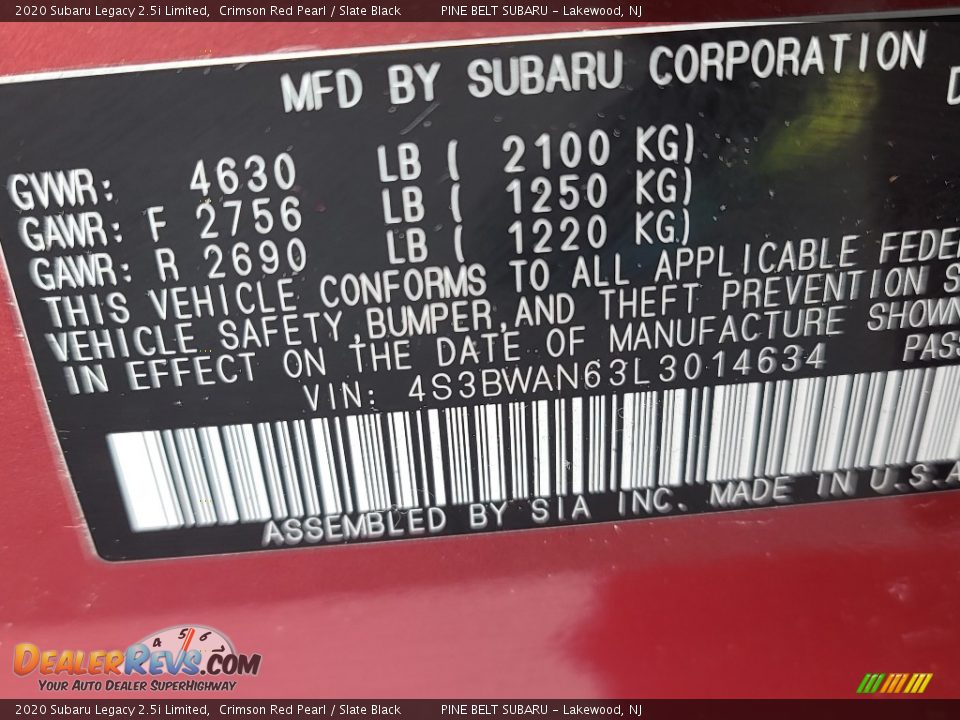 2020 Subaru Legacy 2.5i Limited, Crimson Red Pearl / Slate Black PINE BELT SUBARU - Lakewood, NJ
MFD BY SUBARU CORPORATION D
GVWR: 4630 LB ( 2100 KG)
GAWR: F 2756 LB ( 1250 KG)
GAWR: R 2690 LB ( 1220 KG)
THIS VEHICLE CONFORMS TO ALL APPLICABLE FEDE
VEHICLE SAFETY,BUMPER,AND THEFT PREVENTION S
IN EFFECT ON THE DATE OF MANUFACTURE SHOWN
VIN: 4S3BWAN63L3014634 PASS
ASSEMBLED BY SIA INC. MADE IN U.S.A
4 5 6
DEALERREVS.COM
YOUR AUTO DEALER SUPERHIGHWAY
2020 Subaru Legacy 2.5i Limited, Crimson Red Pearl / Slate Black PINE BELT SUBARU - Lakewood, NJ